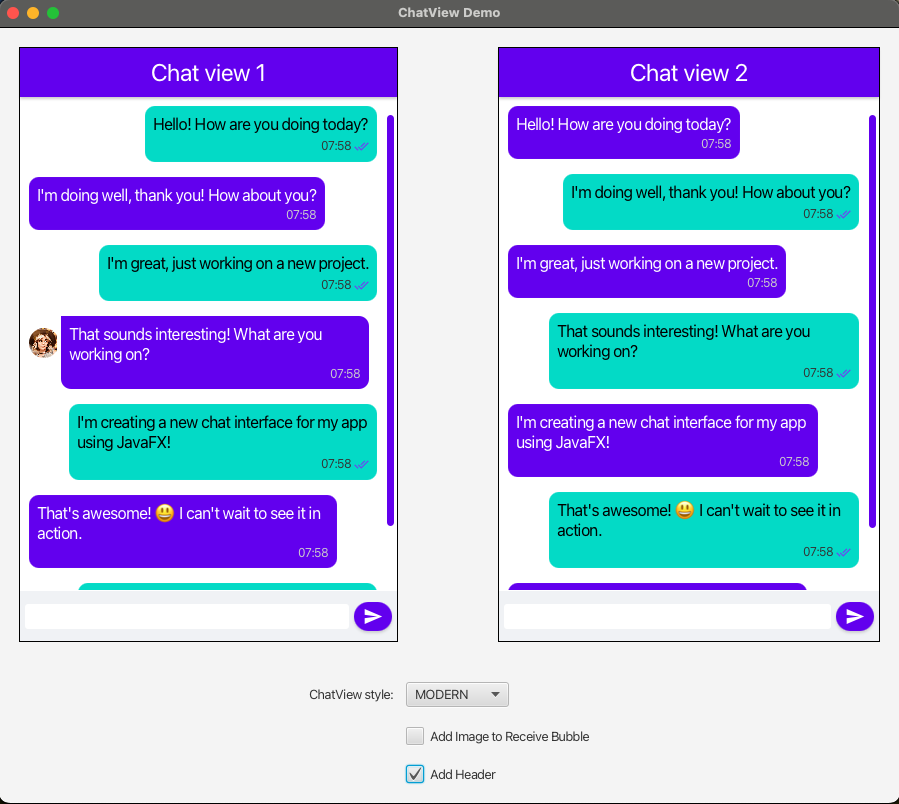 ChatView Demo
Chat view 1
Hello! How are you doing today?
07:58
I'm doing well, thank you! How about you?
07:58
I'm great, just working on a new project.
07:58
That sounds interesting! What are you
working on?
07:58
I'm creating a new chat interface for my app
using JavaFX!
07:58
That's awesome! 😃 I can't wait to see it in
action.
07:58
Chat view 2
Hello! How are you doing today?
07:58
I'm doing well, thank you! How about you?
07:58
I'm great, just working on a new project.
07:58
That sounds interesting! What are you
working on?
07:58
I'm creating a new chat interface for my app
using JavaFX!
07:58
That's awesome! 😃 I can't wait to see it in
action.
07:58
ChatView style: MODERN
Add Image to Receive Bubble
Add Header